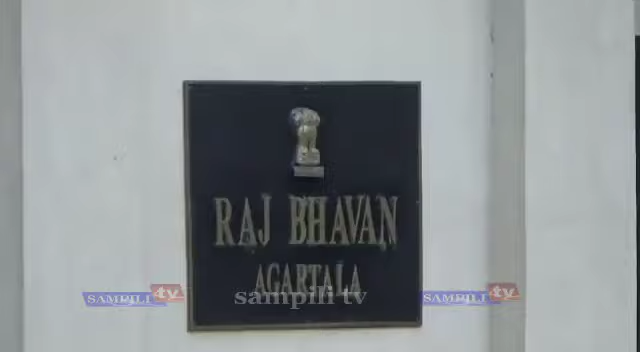 RAJ BHAVAN
AGARTALA
SAMPILI tv
sampili tv
SAMPILI tv